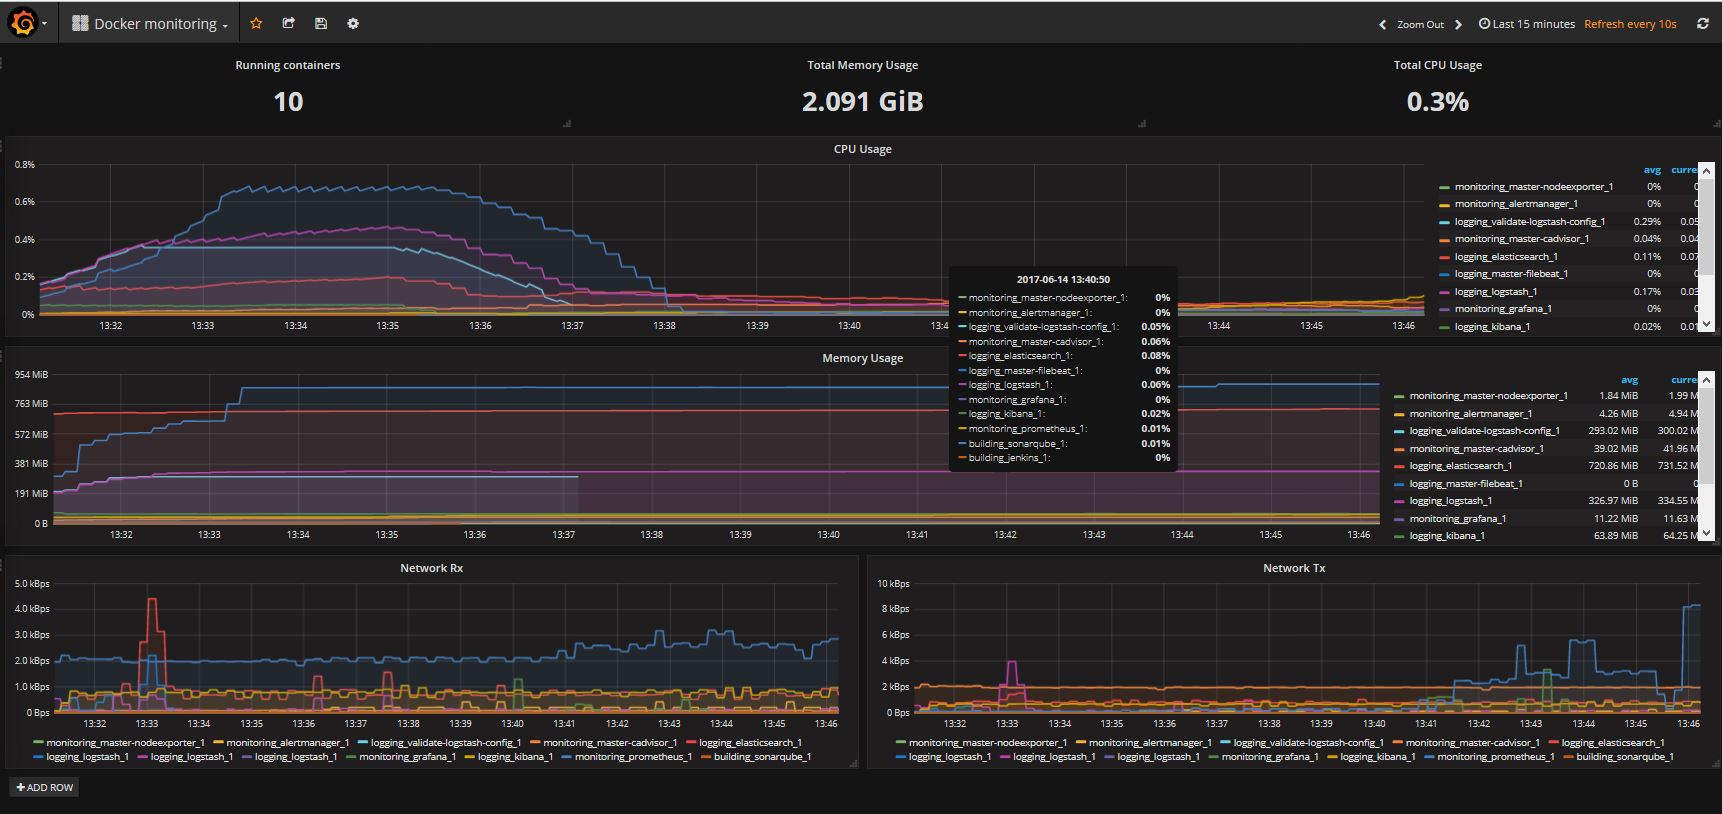 Docker monitoring
Zoom Out
Last 15 minutes
Refresh every 10s
Running containers
10
Total Memory Usage
2.091 GiB
Total CPU Usage
0.3%
CPU Usage
0.8%
0.6%
0.4%
0.2%
0%
13:32 13:33 13:34 13:35 13:36 13:37 13:38 13:39 13:40 13:4 13:44 13:45 13:46
avg curre
monitoring_master-nodeexporter_1 0% 0
monitoring_alertmanager_1 0% 0
logging_validate-logstash-config_1 0.29% 0.05
monitoring_master-cadvisor_1 0.04% 0.04
logging_elasticsearch_1 0.11% 0.07
logging_master-filebeat_1 0% 0
logging_logstash_1 0.17% 0.03
monitoring_grafana_1 0% 0
logging_kibana_1 0.02% 0.01
2017-06-14 13:40:50
monitoring_master-nodeexporter_1: 0%
monitoring_alertmanager_1: 0%
logging_validate-logstash-config_1: 0.05%
monitoring_master-cadvisor_1: 0.06%
logging_elasticsearch_1: 0.08%
logging_master-filebeat_1: 0%
logging_logstash_1: 0.06%
monitoring_grafana_1: 0%
logging_kibana_1: 0.02%
monitoring_prometheus_1: 0.01%
building_sonarqube_1: 0.01%
building_jenkins_1: 0%
Memory Usage
954 MiB
763 MiB
572 MiB
381 MiB
191 MiB
0 B
13:32 13:33 13:34 13:35 13:36 13:37 13:38 13:39 13:40 13:41 13:42 13:43 13:44 13:45 13:46
avg curre
monitoring_master-nodeexporter_1 1.84 MiB 1.99 M
monitoring_alertmanager_1 4.26 MiB 4.94 M
logging_validate-logstash-config_1 293.02 MiB 300.02 M
monitoring_master-cadvisor_1 39.02 MiB 41.96 M
logging_elasticsearch_1 720.86 MiB 731.52 M
logging_master-filebeat_1 0 B 0
logging_logstash_1 326.97 MiB 334.55 M
monitoring_grafana_1 11.22 MiB 11.63 M
logging_kibana_1 63.89 MiB 64.25 M
Network Rx
5.0 kBps
4.0 kBps
3.0 kBps
2.0 kBps
1.0 kBps
0 Bps
13:32 13:33 13:34 13:35 13:36 13:37 13:38 13:39 13:40 13:41 13:42 13:43 13:44 13:45 13:46
monitoring_master-nodeexporter_1 monitoring_alertmanager_1 logging_validate-logstash-config_1 monitoring_master-cadvisor_1 logging_elasticsearch_1
logging_logstash_1 logging_logstash_1 logging_logstash_1 monitoring_grafana_1 logging_kibana_1 monitoring_prometheus_1 building_sonarqube_1
Network Tx
10 kBps
8 kBps
6 kBps
4 kBps
2 kBps
0 Bps
13:32 13:33 13:34 13:35 13:36 13:37 13:38 13:39 13:40 13:41 13:42 13:43 13:44 13:45 13:46
monitoring_master-nodeexporter_1 monitoring_alertmanager_1 logging_validate-logstash-config_1 monitoring_master-cadvisor_1 logging_elasticsearch_1
logging_logstash_1 logging_logstash_1 logging_logstash_1 monitoring_grafana_1 logging_kibana_1 monitoring_prometheus_1 building_sonarqube_1
ADD ROW